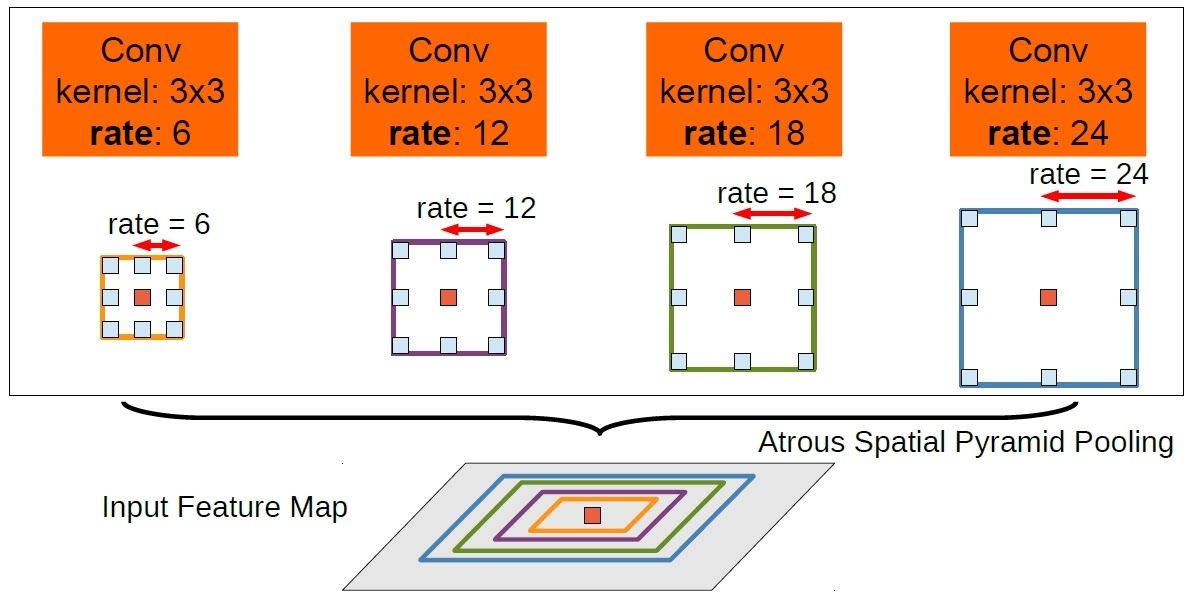 Conv
kernel: 3x3
rate: 6
Conv
kernel: 3x3
rate: 12
Conv
kernel: 3x3
rate: 18
Conv
kernel: 3x3
rate: 24
rate = 6
rate = 12
rate = 18
rate = 24
Atrous Spatial Pyramid Pooling
Input Feature Map